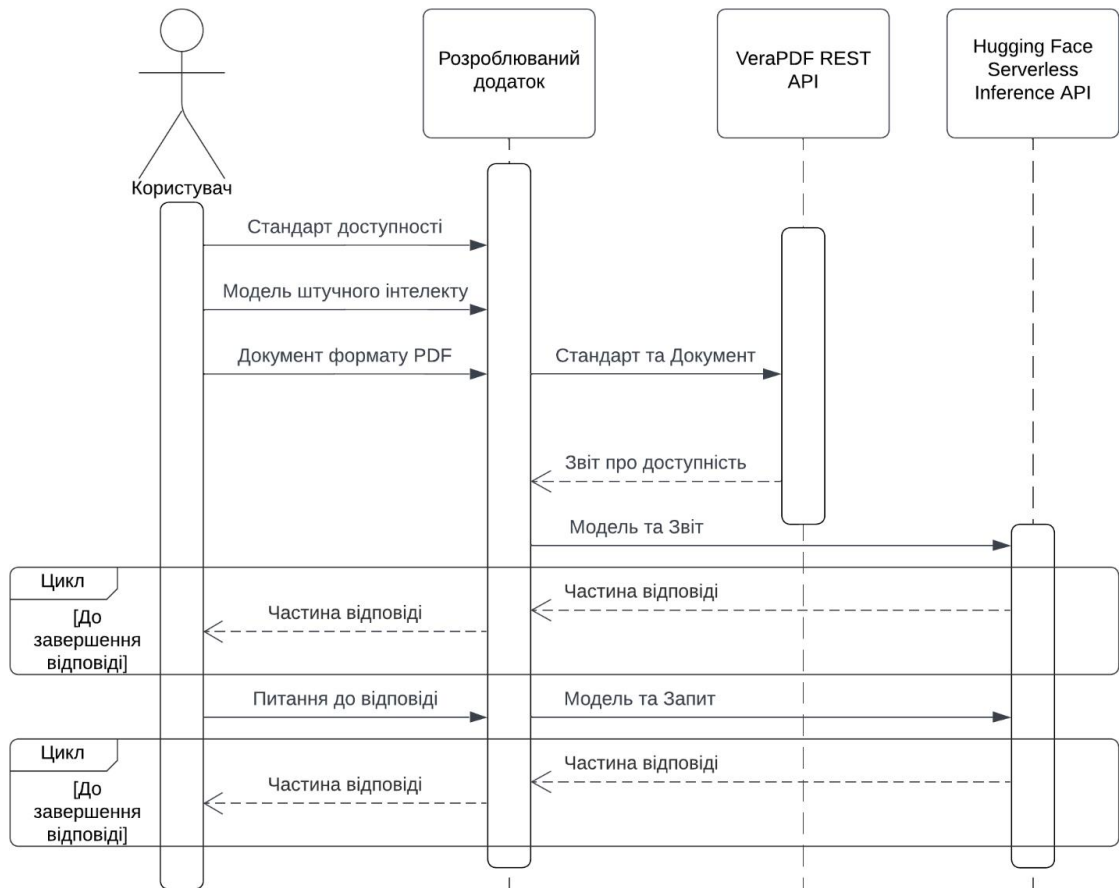 Розроблюваний
додаток
VeraPDF REST
API
Hugging Face
Serverless
Inference API
Користувач
Стандарт доступності
Модель штучного інтелекту
Документ формату PDF
Стандарт та Документ
Звіт про доступність
Модель та Звіт
Цикл
[До
завершення
відповіді]
Частина відповіді
Частина відповіді
Питання до відповіді
Модель та Запит
Цикл
[До
завершення
відповіді]
Частина відповіді
Частина відповіді